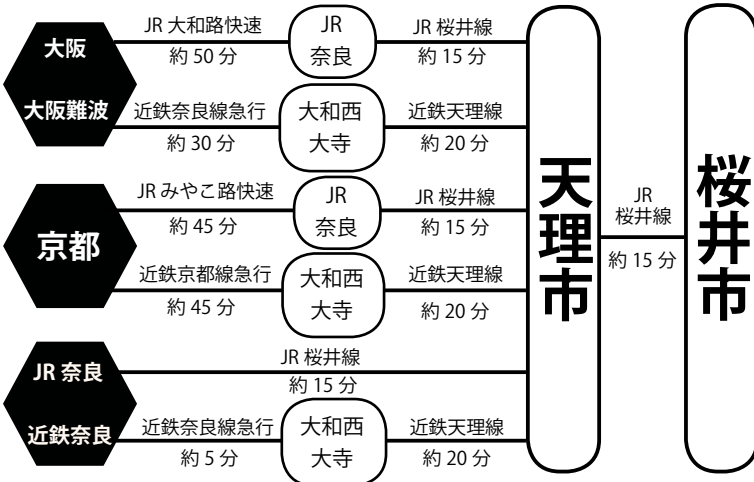 大阪
大阪難波
JR 大和路快速
約 50 分
JR
奈良
JR 桜井線
約 15 分
近鉄奈良線急行
約 30 分
大和西
大寺
近鉄天理線
約 20 分
京都
JR みやこ路快速
約 45 分
JR
奈良
JR 桜井線
約 15 分
近鉄京都線急行
約 45 分
大和西
大寺
近鉄天理線
約 20 分
JR 奈良
近鉄奈良
JR 桜井線
約 15 分
近鉄奈良線急行
約 5 分
大和西
大寺
近鉄天理線
約 20 分
天理市
JR
桜井線
約 15 分
桜井市